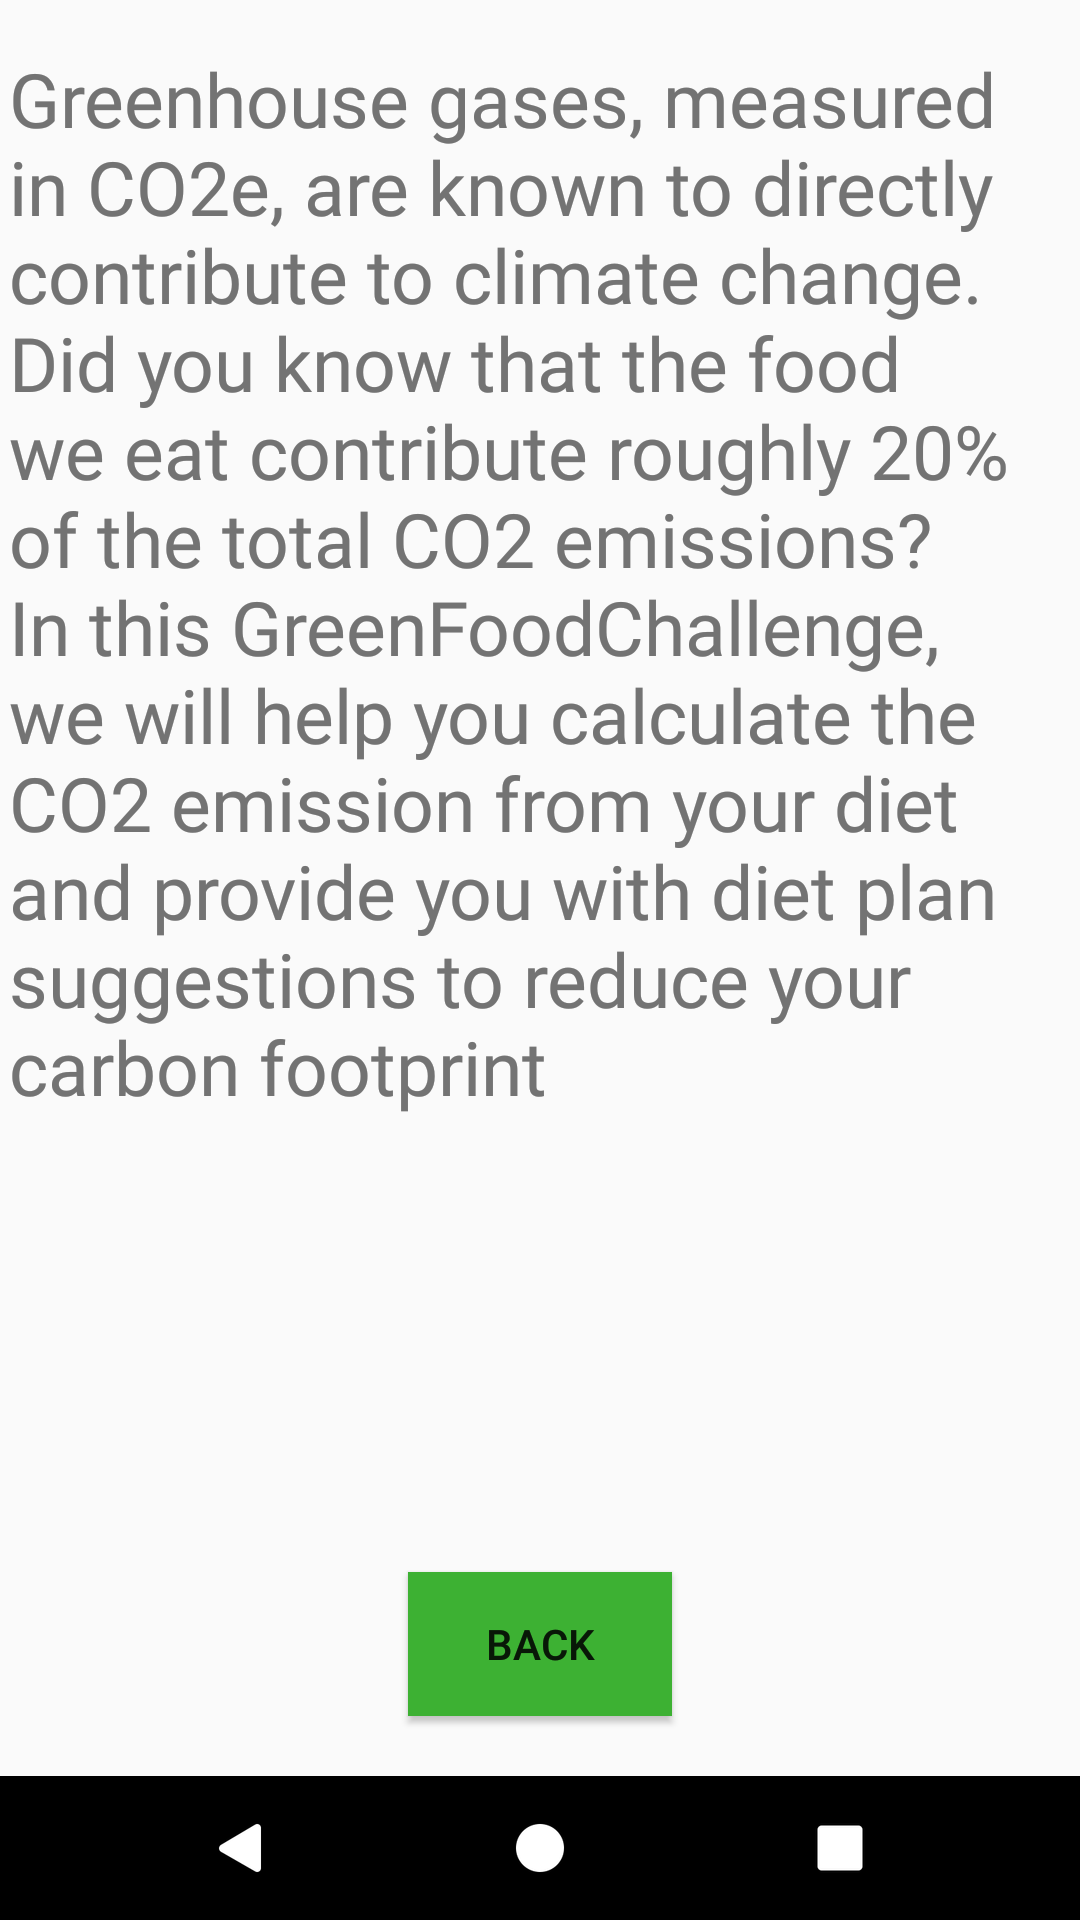 Greenhouse gases, measured
in CO2e, are known to directly
contribute to climate change.
Did you know that the food
we eat contribute roughly 20%
of the total CO2 emissions?
In this GreenFoodChallenge,
we will help you calculate the
CO2 emission from your diet
and provide you with diet plan
suggestions to reduce your
carbon footprint
BACK